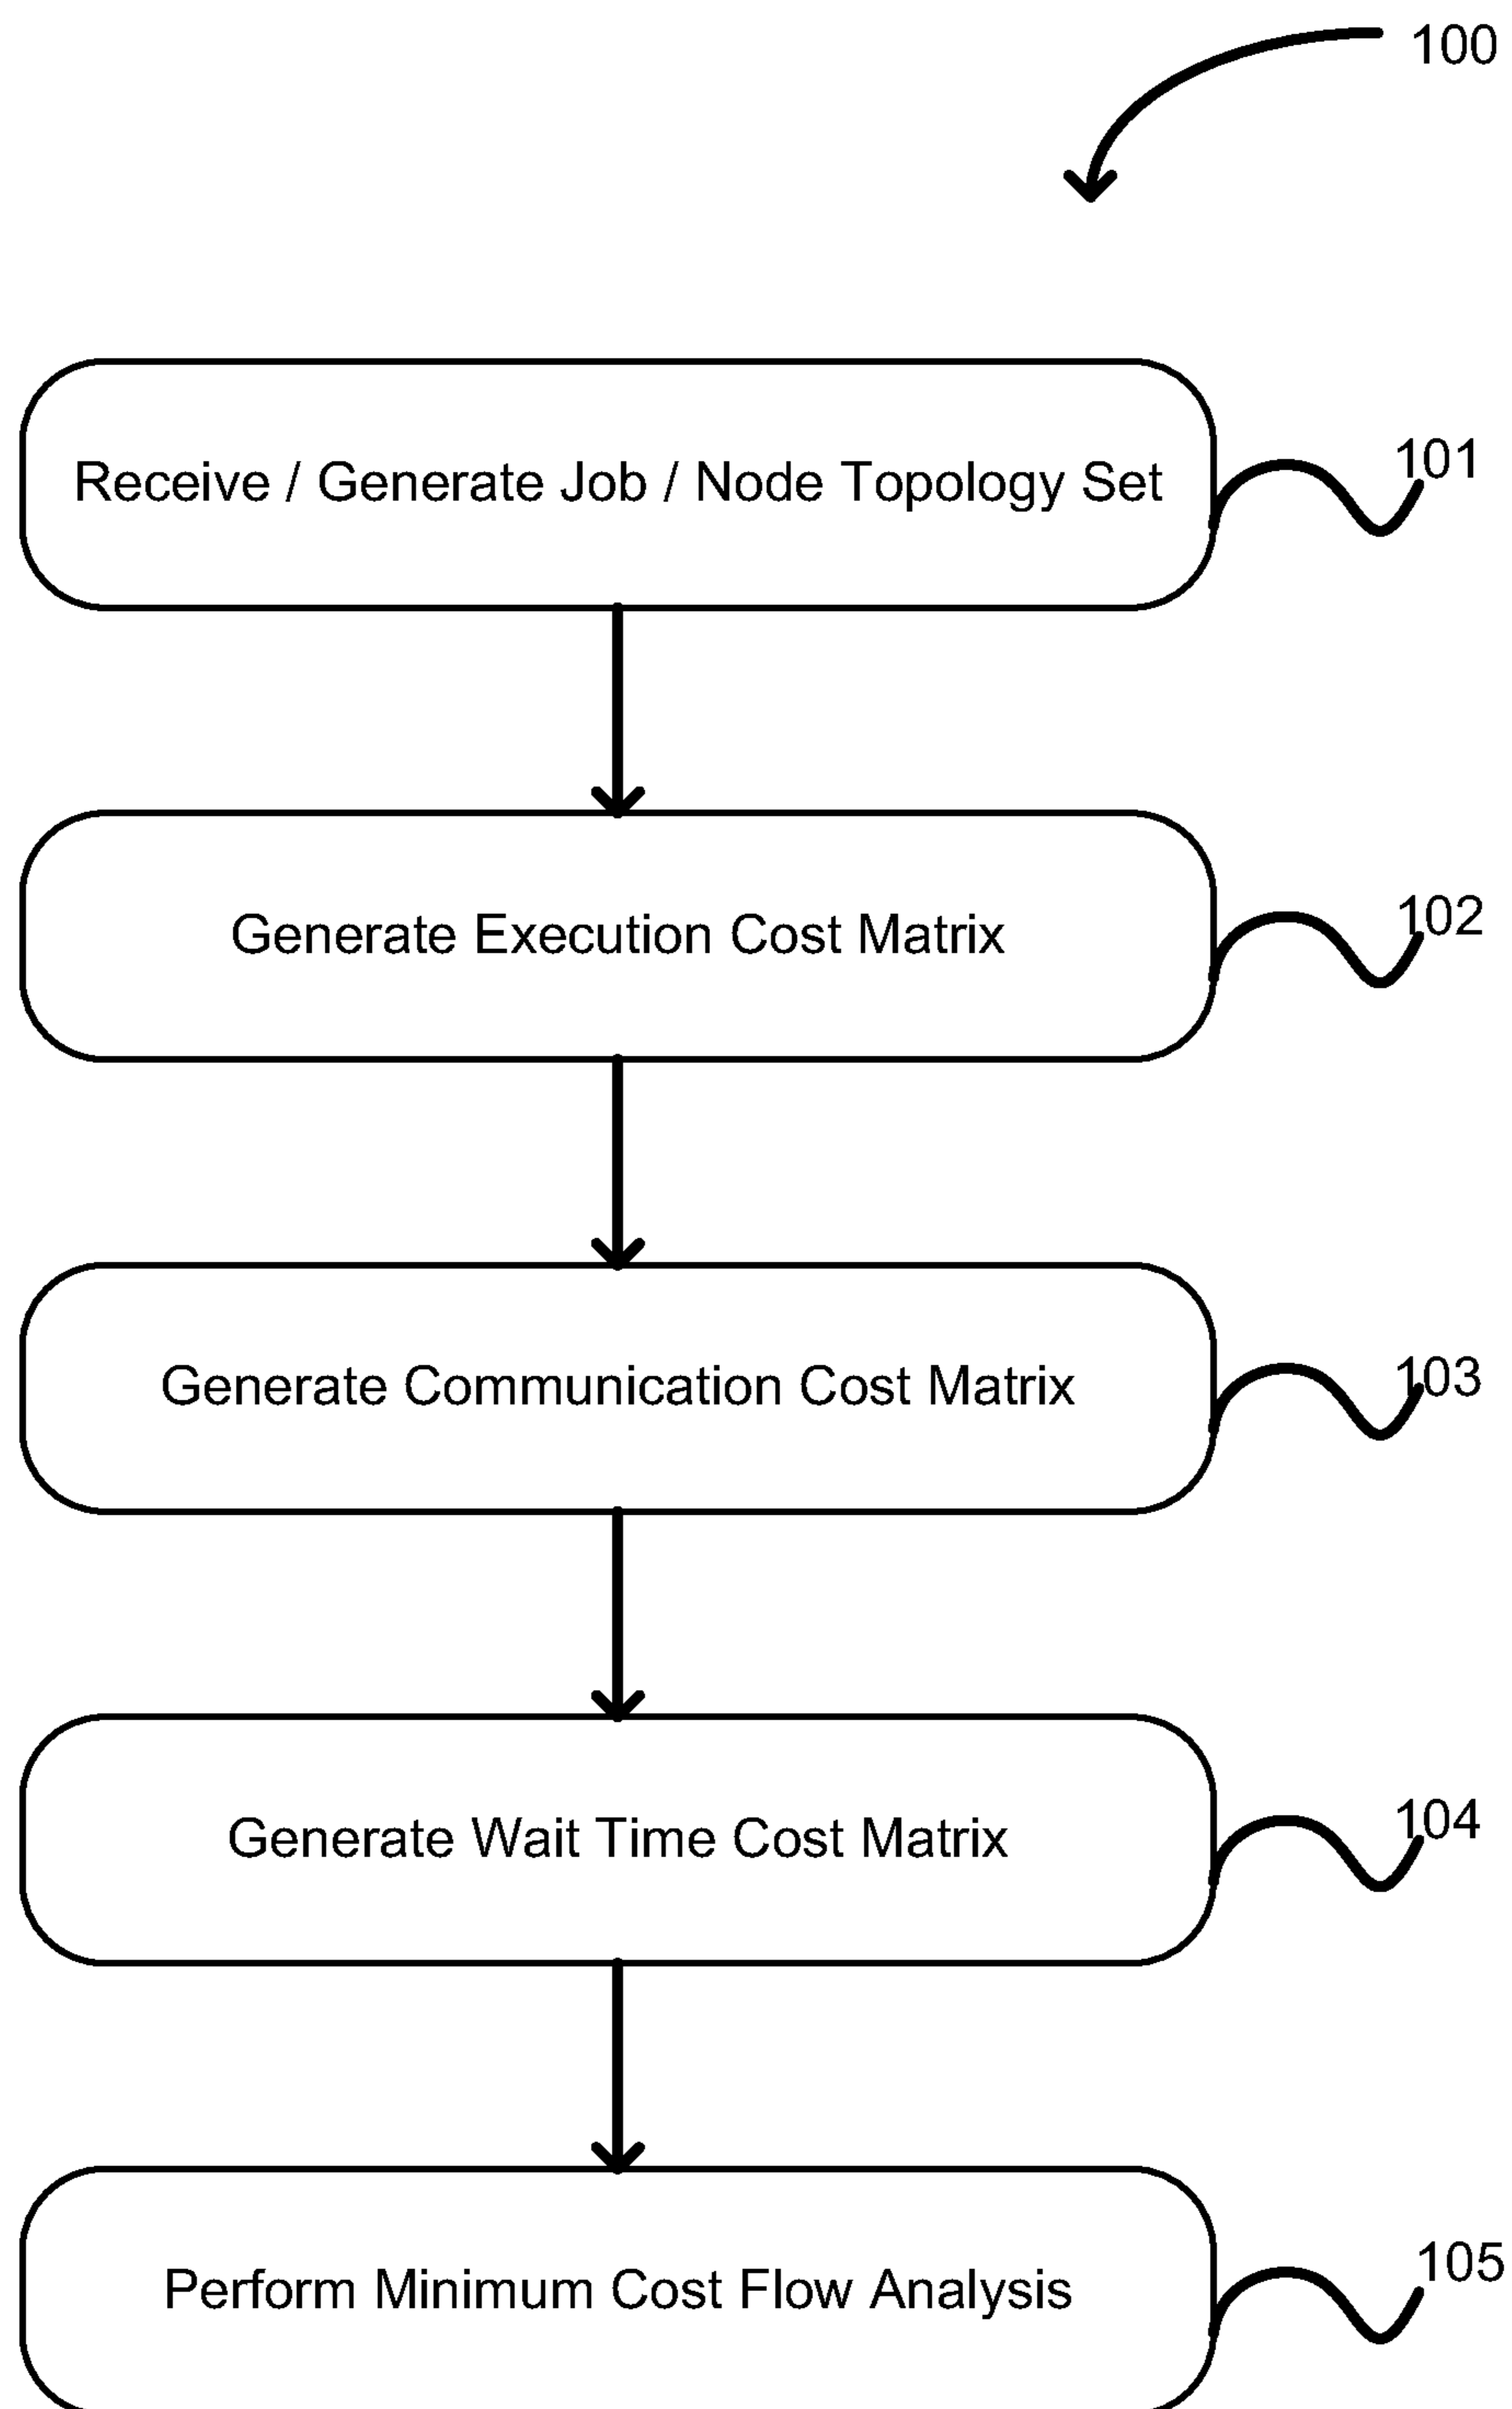 100
Receive / Generate Job / Node Topology Set
101
Generate Execution Cost Matrix
102
Generate Communication Cost Matrix
103
Generate Wait Time Cost Matrix
104
Perform Minimum Cost Flow Analysis
105